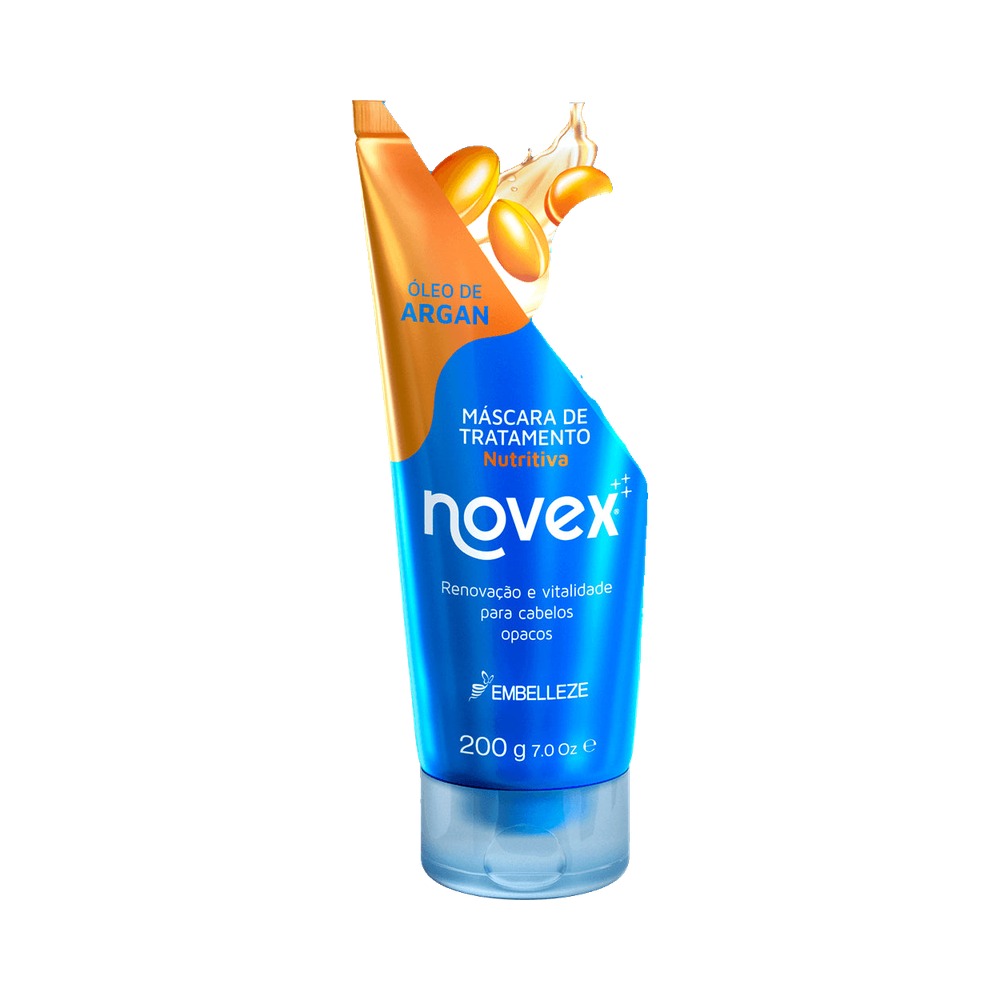 ÓLEO DE
ARGAN
MÁSCARA DE
TRATAMENTO
Nutritiva
novex®
Renovação e vitalidade
para cabelos
opacos
EMBELLEZE
200 g 7.0 Oz ℮